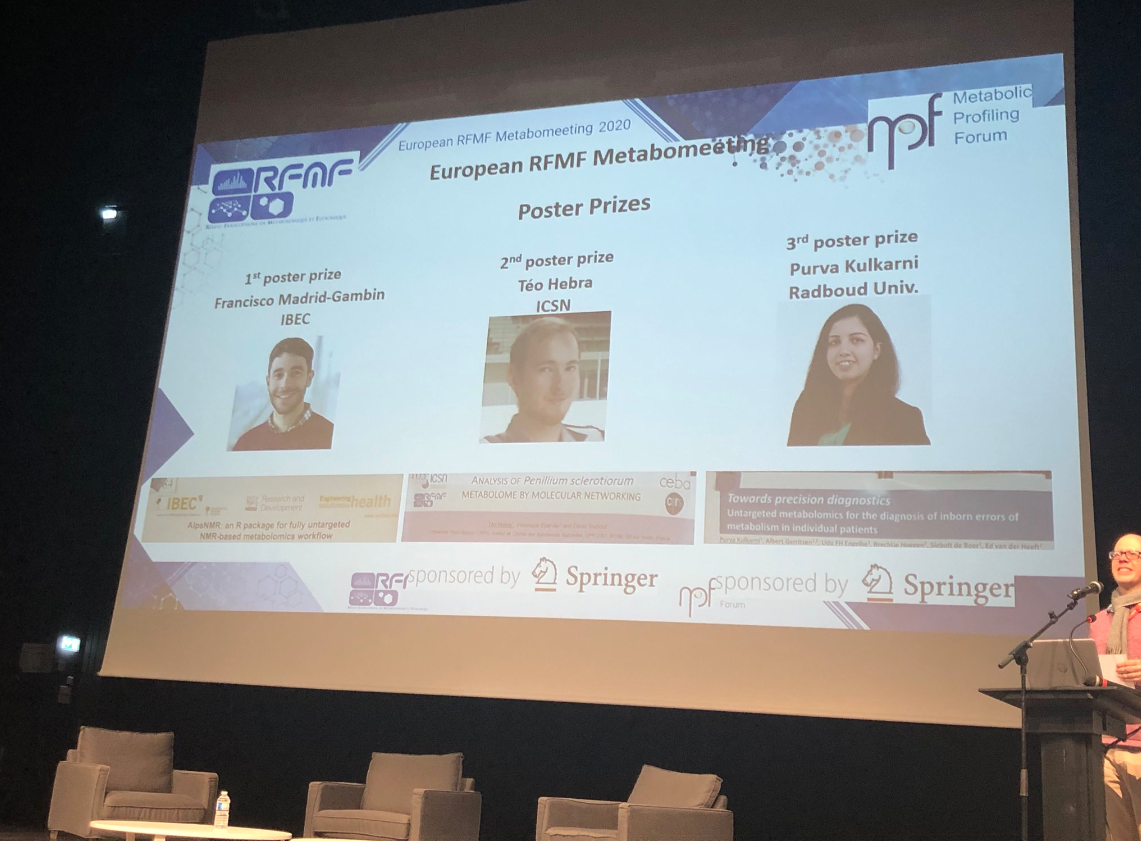 European RFMF Metabomeeting 2020
Metabolic
Profiling
Forum
mpf
RFMF
European RFMF Metabomeeting
Poster Prizes
1st poster prize
Francisco Madrid-Gambin
IBEC
2nd poster prize
Téo Hebra
ICSN
3rd poster prize
Purva Kulkarni
Radboud Univ.
IBEC
Research and
Development
Engineering
health
AlpsNMR: an R package for fully untargeted
NMR-based metabolomics workflow
ICSN
ANALYSIS OF Penillium sclerotiorum
METABOLOME BY MOLECULAR NETWORKING
ceba
Towards precision diagnostics
Untargeted metabolomics for the diagnosis of inborn errors of
metabolism in individual patients
sponsored by Springer
mpf sponsored by Springer
Forum